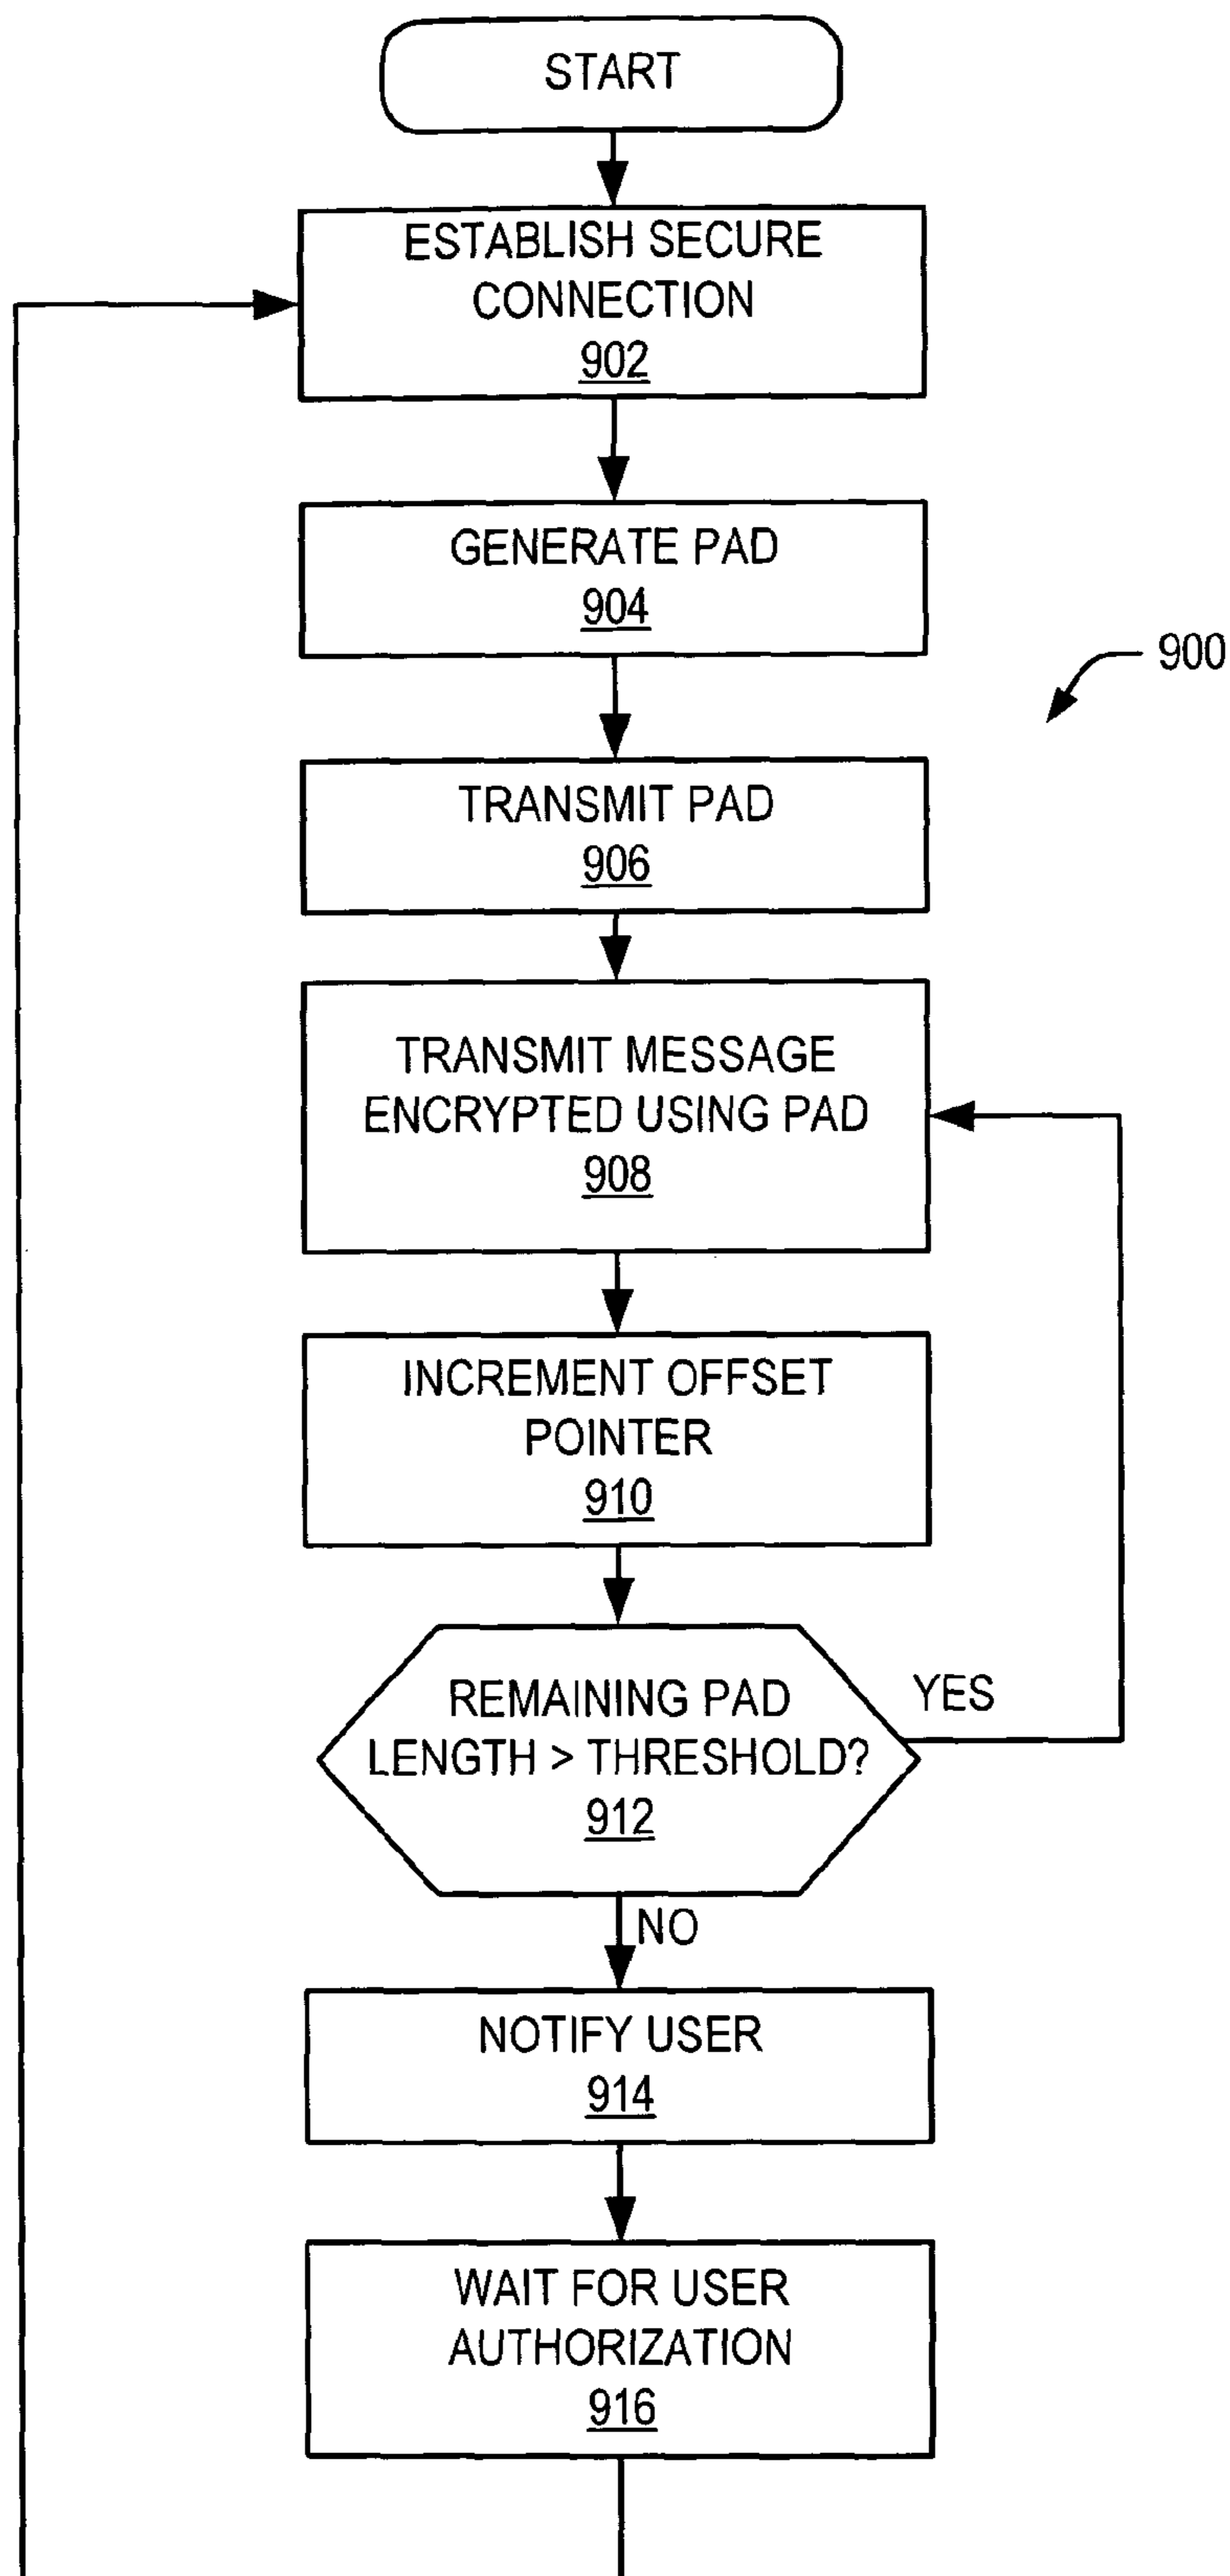 START
ESTABLISH SECURE
CONNECTION
902
GENERATE PAD
904
900
TRANSMIT PAD
906
TRANSMIT MESSAGE
ENCRYPTED USING PAD
908
INCREMENT OFFSET
POINTER
910
REMAINING PAD
LENGTH > THRESHOLD?
912
YES
NO
NOTIFY USER
914
WAIT FOR USER
AUTHORIZATION
916